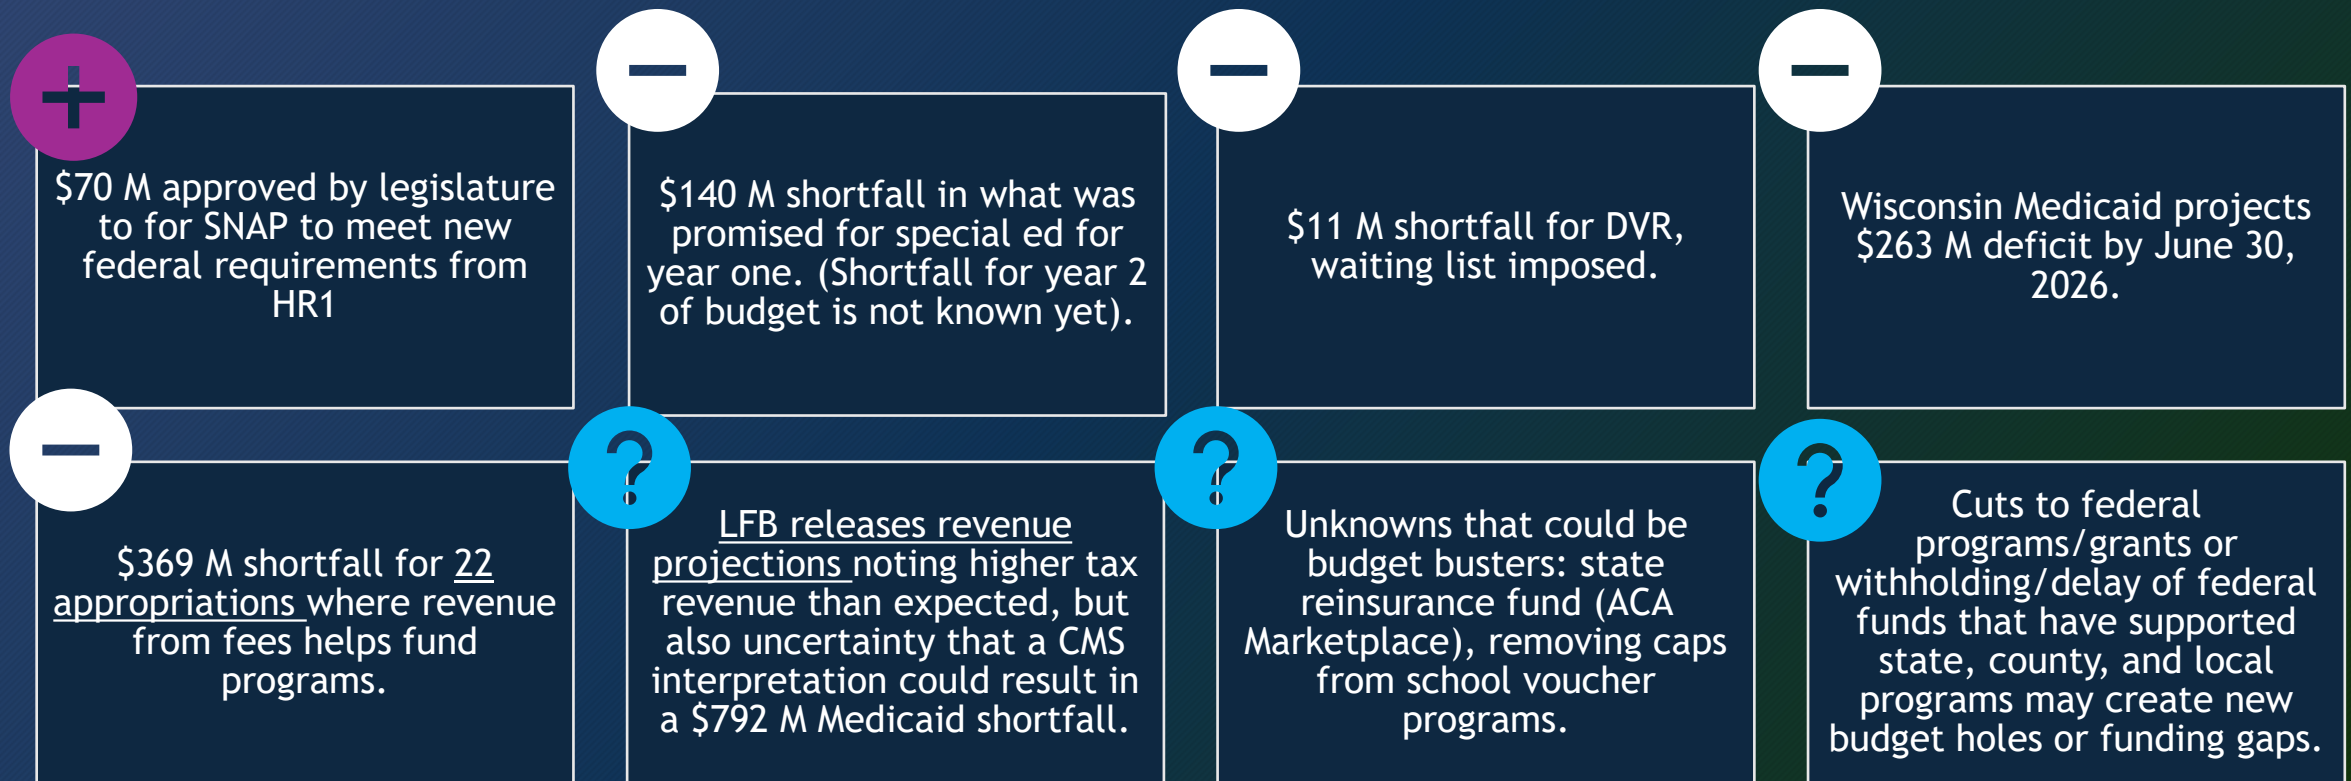 $70 M approved by legislature
to for SNAP to meet new
federal requirements from
HR1
$140 M shortfall in what was
promised for special ed for
year one. (Shortfall for year 2
of budget is not known yet).
$11 M shortfall for DVR,
waiting list imposed.
Wisconsin Medicaid projects
$263 M deficit by June 30,
2026.
$369 M shortfall for 22
appropriations where revenue
from fees helps fund
programs.
LFB releases revenue
projections noting higher tax
revenue than expected, but
also uncertainty that a CMS
interpretation could result in
a $792 M Medicaid shortfall.
Unknowns that could be
budget busters: state
reinsurance fund (ACA
Marketplace), removing caps
from school voucher
programs.
Cuts to federal
programs/grants or
withholding/delay of federal
funds that have supported
state, county, and local
programs may create new
budget holes or funding gaps.